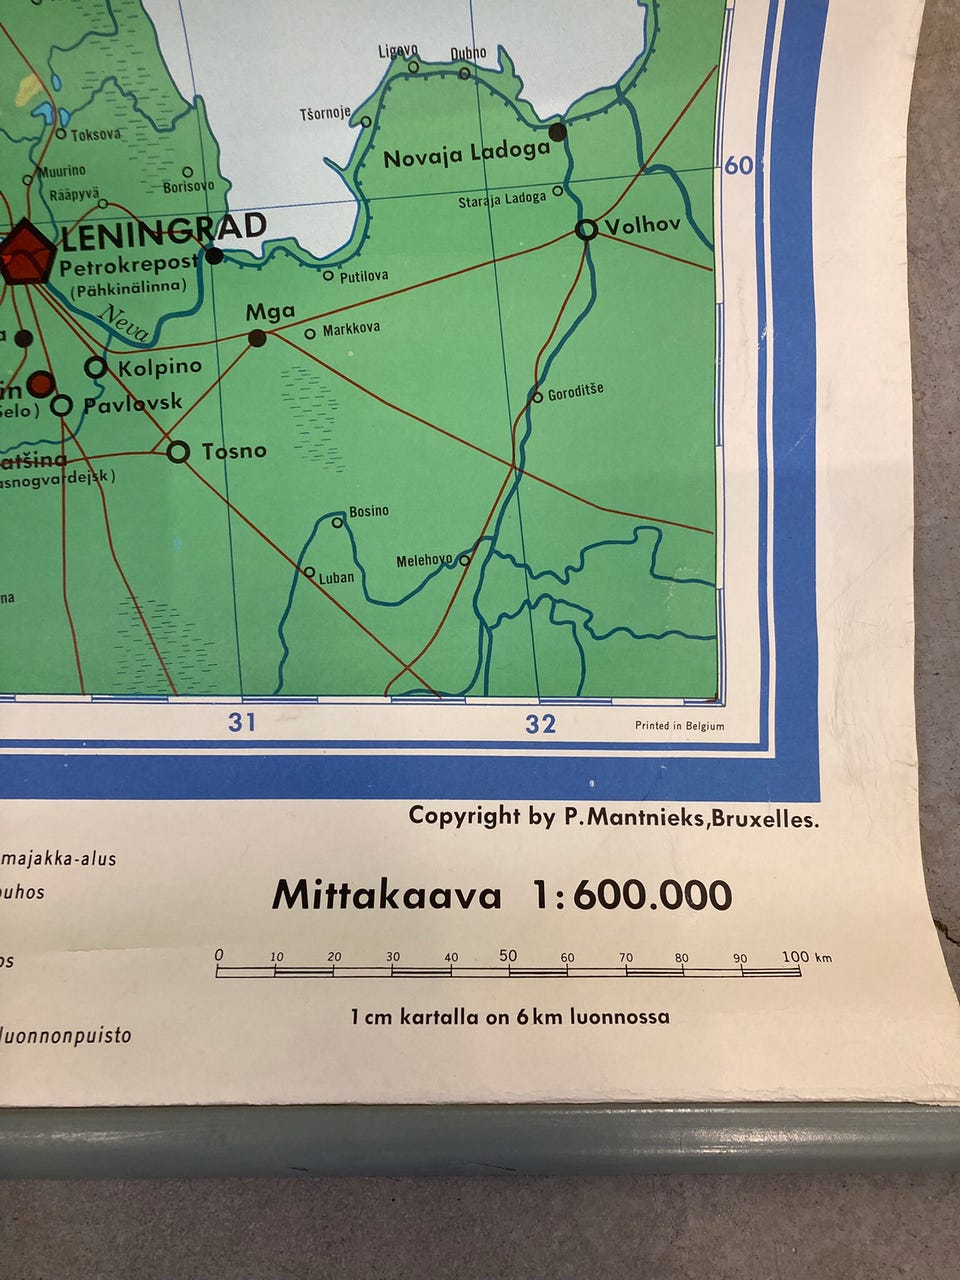 Ligovo
Dubno
Tšornoje
Toksova
Novaja Ladoga
60
Muurino
Rääpyvä
Borisovo
Staraja Ladoga
LENINGRAD
Volhov
Petrokrepost
(Pähkinälinna)
Putilova
Neva
Mga
Markkova
Kolpino
Goroditše
Pavlovsk
Tosno
atšina
asnogvardejsk)
Bosino
Melehovo
Luban
na
31
32
Printed in Belgium
Copyright by P.Mantnieks,Bruxelles.
majakka-alus
Mittakaava 1:600.000
0 10 20 30 40 50 60 70 80 90 100 km
1 cm kartalla on 6 km luonnossa
luonnonpuisto